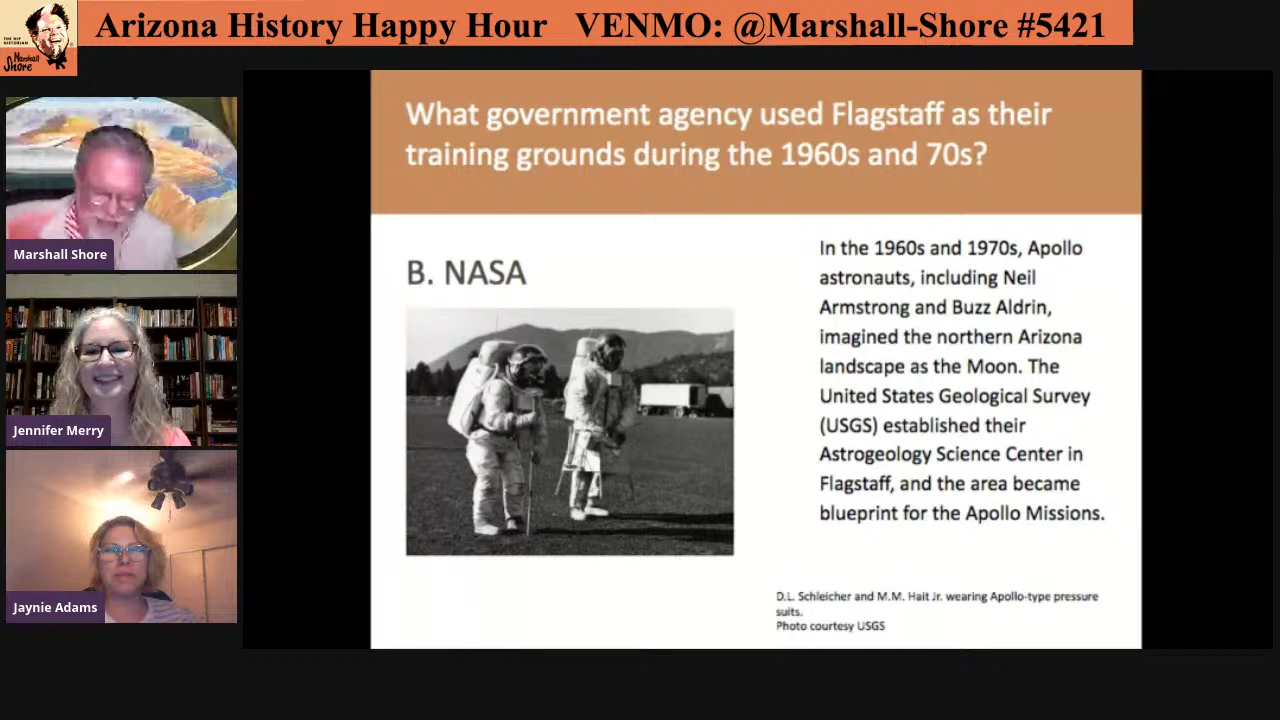 Arizona History Happy Hour VENMO: @Marshall-Shore #5421
THE HIP
HISTORIAN
Marshall
Shore
Marshall Shore
Jennifer Merry
Jaynie Adams
What government agency used Flagstaff as their
training grounds during the 1960s and 70s?
B. NASA
In the 1960s and 1970s, Apollo
astronauts, including Neil
Armstrong and Buzz Aldrin,
imagined the northern Arizona
landscape as the Moon. The
United States Geological Survey
(USGS) established their
Astrogeology Science Center in
Flagstaff, and the area became
blueprint for the Apollo Missions.
D.L. Schleicher and M.M. Hait Jr. wearing Apollo-type pressure
suits.
Photo courtesy USGS